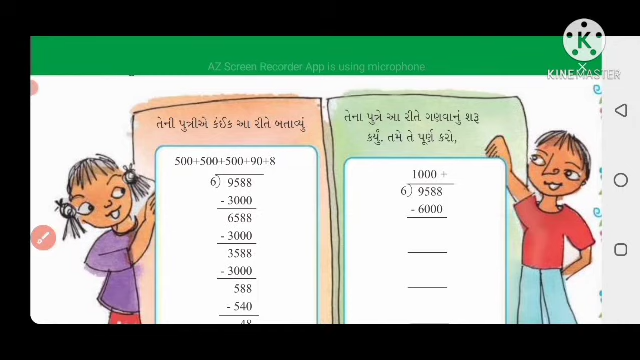 AZ Screen Recorder App is using microphone
K
KINEMASTER
તેની પુત્રીએ કંઈક આ રીતે બતાવ્યું
500+500+500+90+8
6) 9588
- 3000
6588
- 3000
3588
- 3000
588
- 540
48
તેના પુત્રે આ રીતે ગણવાનું શરૂ
કર્યું. તમે તે પૂર્ણ કરો,
1000 +
6) 9588
- 6000